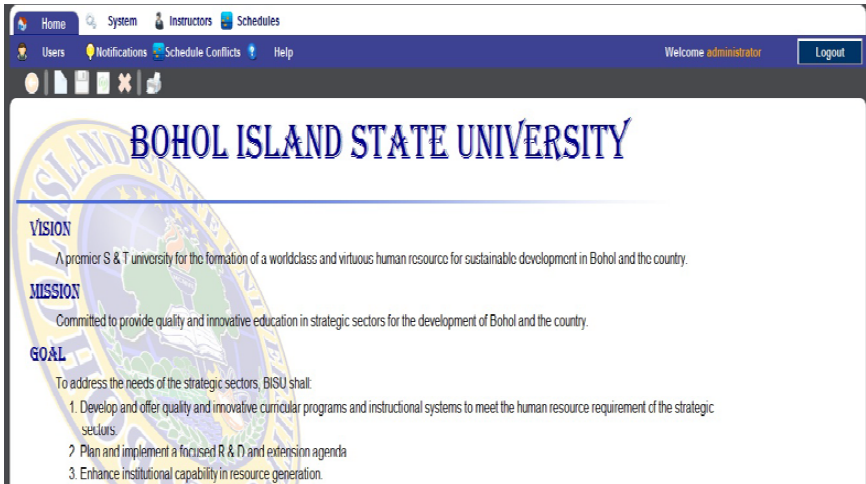 Home System Instructors Schedules
Users Notifications Schedule Conflicts Help Welcome administrator Logout
BOHOL ISLAND STATE UNIVERSITY
VISION
A premier S & T university for the formation of a worldclass and virtuous human resource for sustainable development in Bohol and the country.
MISSION
Committed to provide quality and innovative education in strategic sectors for the development of Bohol and the country.
GOAL
To address the needs of the strategic sectors, BISU shall:
1. Develop and offer quality and innovative curricular programs and instructional systems to meet the human resource requirement of the strategic
sectors.
2. Plan and implement a focused R & D and extension agenda
3. Enhance institutional capability in resource generation.